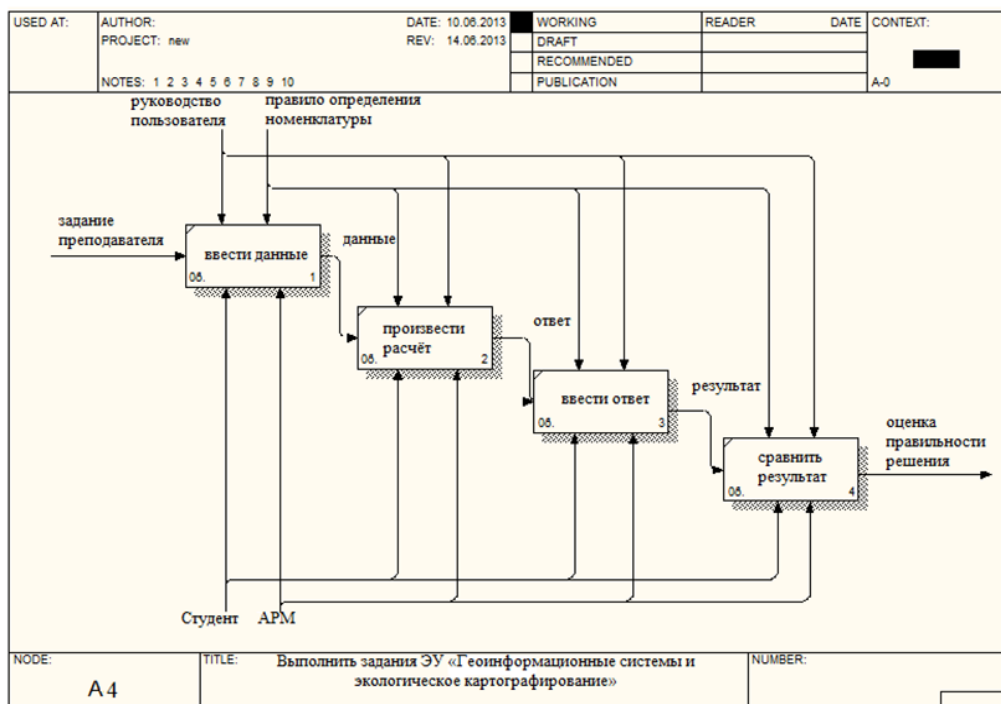 USED AT:
AUTHOR:
DATE: 10.06.2013
WORKING
READER
DATE
CONTEXT:
PROJECT: new
REV: 14.06.2013
DRAFT
RECOMMENDED
NOTES: 1 2 3 4 5 6 7 8 9 10
PUBLICATION
A-0
руководство
пользователя
правило определения
номенклатуры
задание
преподавателя
ввести данные
0б.
1
данные
произвести
расчёт
0б.
2
ответ
ввести ответ
0б.
3
результат
сравнить
результат
0б.
4
оценка
правильности
решения
Студент
АРМ
NODE:
А 4
TITLE:
Выполнить задания ЭУ «Геоинформационные системы и
экологическое картографирование»
NUMBER: